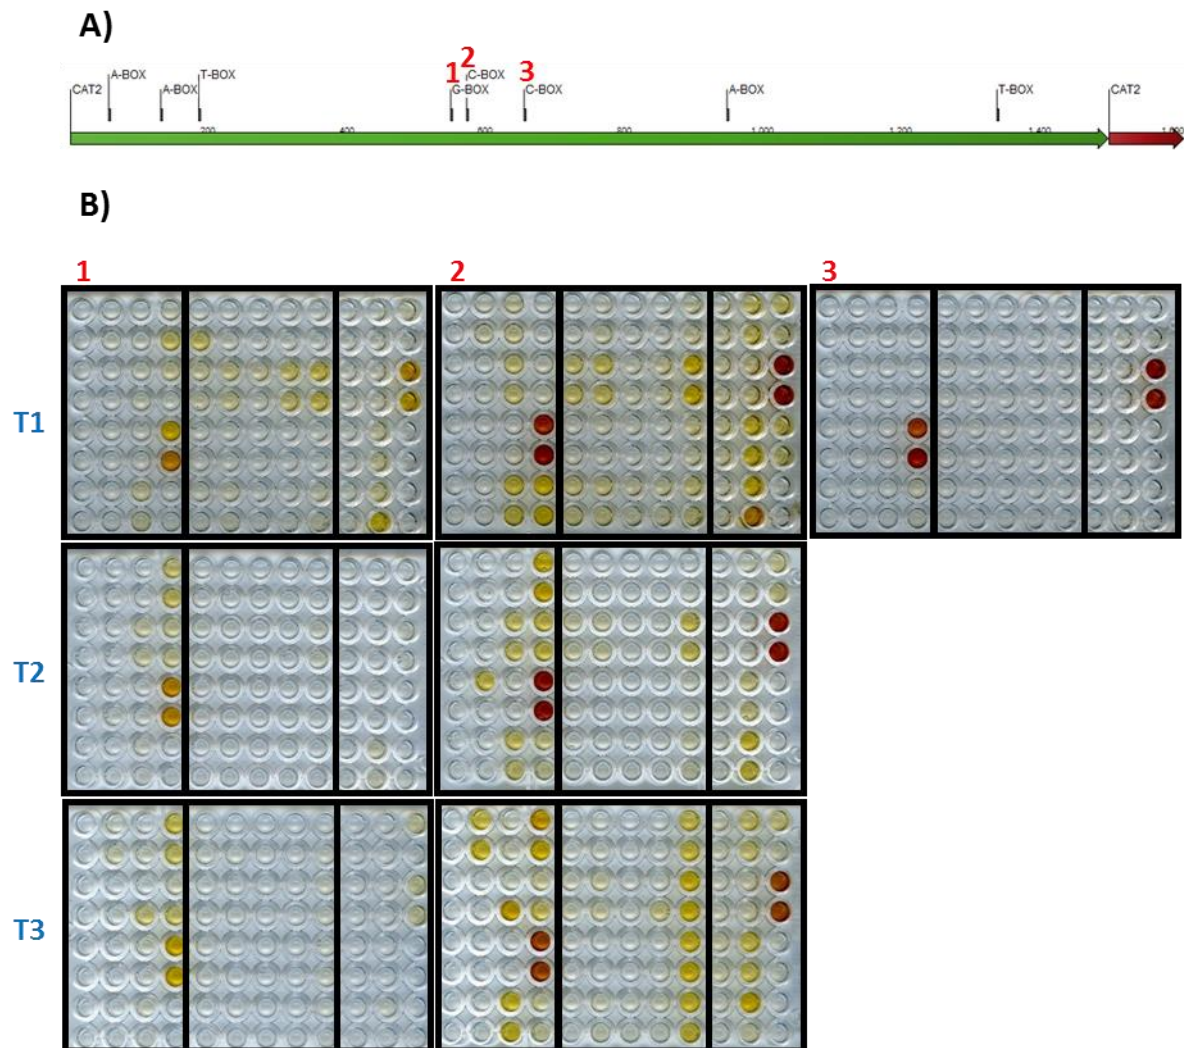 A)
2
1 3
A-BOX T-BOX C-BOX
CAT2 A-BOX G-BOX C-BOX A-BOX T-BOX CAT2
200 400 600 800 1,000 1,200 1,400
B)
1 2 3
T1
T2
T3